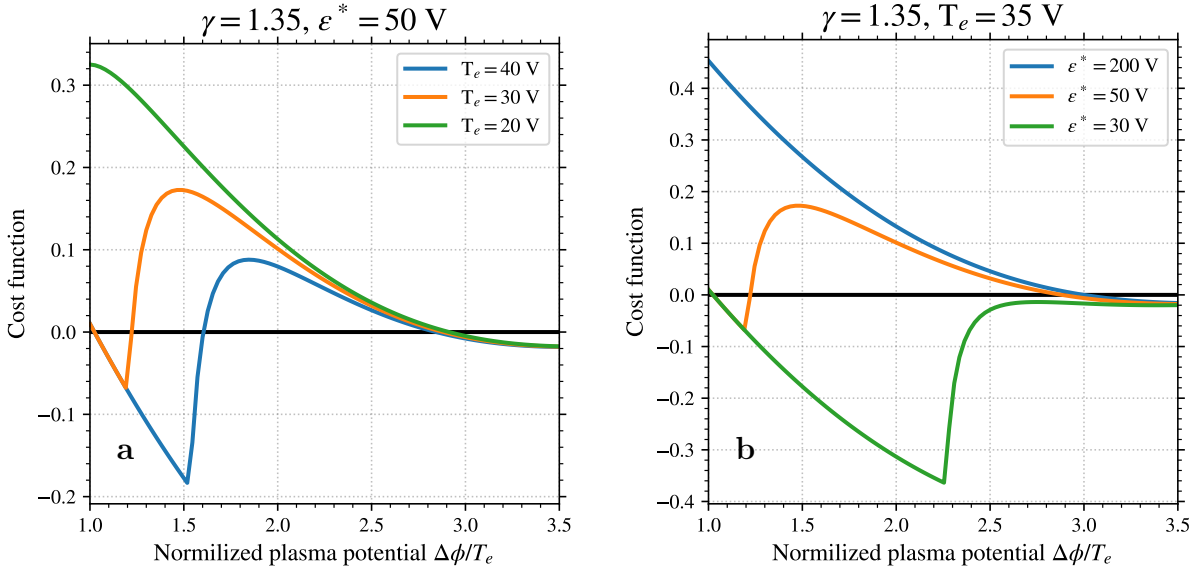 γ = 1.35, ε* = 50 V
Cost function
0.3
0.2
0.1
0.0
−0.1
−0.2
T_e = 40 V
T_e = 30 V
T_e = 20 V
a
1.0 1.5 2.0 2.5 3.0 3.5
Normilized plasma potential Δϕ/T_e
γ = 1.35, T_e = 35 V
Cost function
0.4
0.3
0.2
0.1
0.0
−0.1
−0.2
−0.3
−0.4
ε* = 200 V
ε* = 50 V
ε* = 30 V
b
1.0 1.5 2.0 2.5 3.0 3.5
Normilized plasma potential Δϕ/T_e